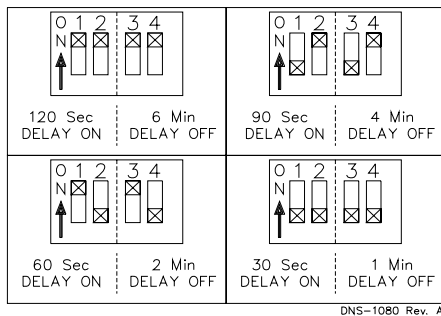 O 1 2 3 4
N
120 Sec DELAY ON
6 Min DELAY OFF
O 1 2 3 4
N
90 Sec DELAY ON
4 Min DELAY OFF
O 1 2 3 4
N
60 Sec DELAY ON
2 Min DELAY OFF
O 1 2 3 4
N
30 Sec DELAY ON
1 Min DELAY OFF
DNS-1080 Rev. A